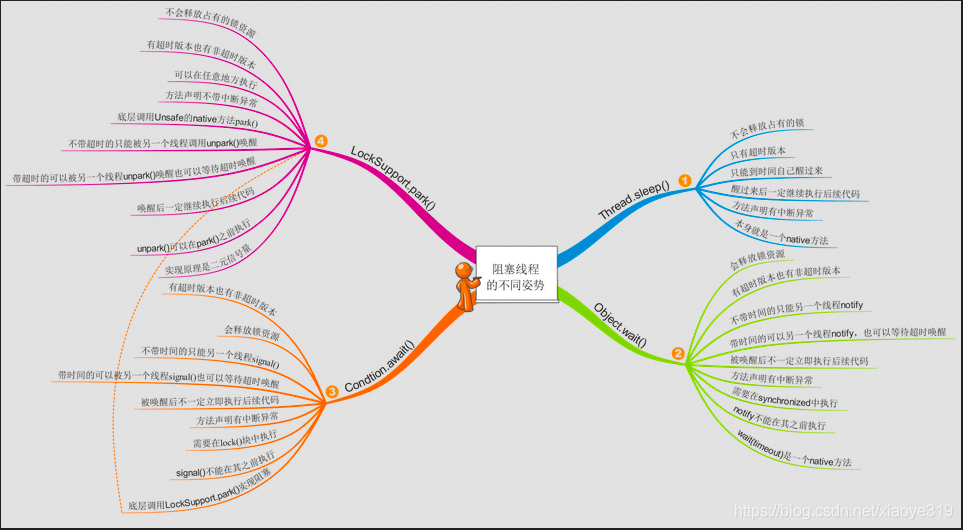 阻塞线程
的不同姿势
1
Thread.sleep()
不会释放占有的锁
只有超时版本
只能到时间自己醒过来
醒过来后一定继续执行后续代码
方法声明有中断异常
本身就是一个native方法
2
Object.wait()
会释放锁资源
有超时版本也有非超时版本
不带时间的只能另一个线程notify
带时间的可以另一个线程notify，也可以等待超时唤醒
被唤醒后不一定立即执行后续代码
方法声明有中断异常
需要在synchronized中执行
notify不能在其之前执行
wait(timeout)是一个native方法
3
Condtion.await()
有超时版本也有非超时版本
会释放锁资源
不带时间的只能另一个线程signal()
带时间的可以被另一个线程signal()也可以等待超时唤醒
被唤醒后不一定立即执行后续代码
方法声明有中断异常
需要在lock()块中执行
signal()不能在其之前执行
底层调用LockSupport.park()实现阻塞
4
LockSupport.park()
不会释放占有的锁资源
有超时版本也有非超时版本
可以在任意地方执行
方法声明不带中断异常
底层调用Unsafe的native方法park()
不带超时的只能被另一个线程调用unpark()唤醒
带超时的可以被另一个线程unpark()唤醒也可以等待超时唤醒
唤醒后一定继续执行后续代码
unpark()可以在park()之前执行
实现原理是二元信号量
https://blog.csdn.net/xiaoye319